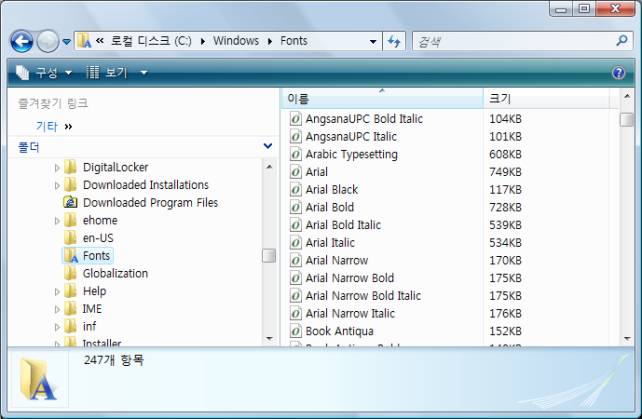 « 로컬 디스크 (C:) ▸ Windows ▸ Fonts
검색
구성
보기
?
즐겨찾기 링크
기타 »
폴더
DigitalLocker
Downloaded Installations
Downloaded Program Files
ehome
en-US
Fonts
Globalization
Help
IME
inf
Installer
이름 크기
AngsanaUPC Bold Italic 104KB
AngsanaUPC Italic 101KB
Arabic Typesetting 608KB
Arial 749KB
Arial Black 117KB
Arial Bold 728KB
Arial Bold Italic 539KB
Arial Italic 534KB
Arial Narrow 170KB
Arial Narrow Bold 175KB
Arial Narrow Bold Italic 175KB
Arial Narrow Italic 176KB
Book Antiqua 152KB
247개 항목